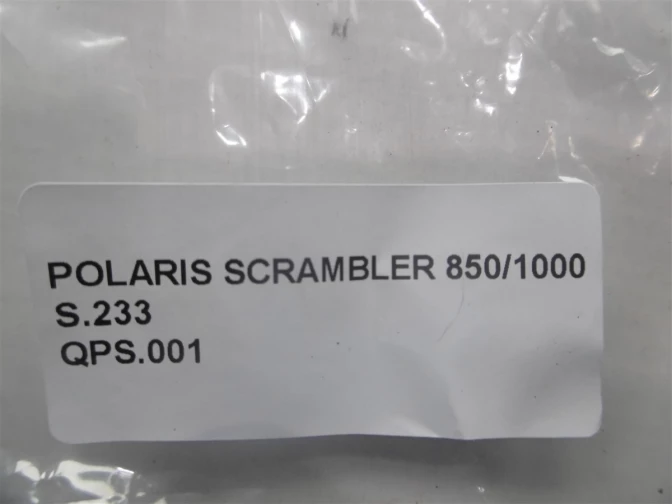 POLARIS SCRAMBLER 850/1000
S.233
QPS.001